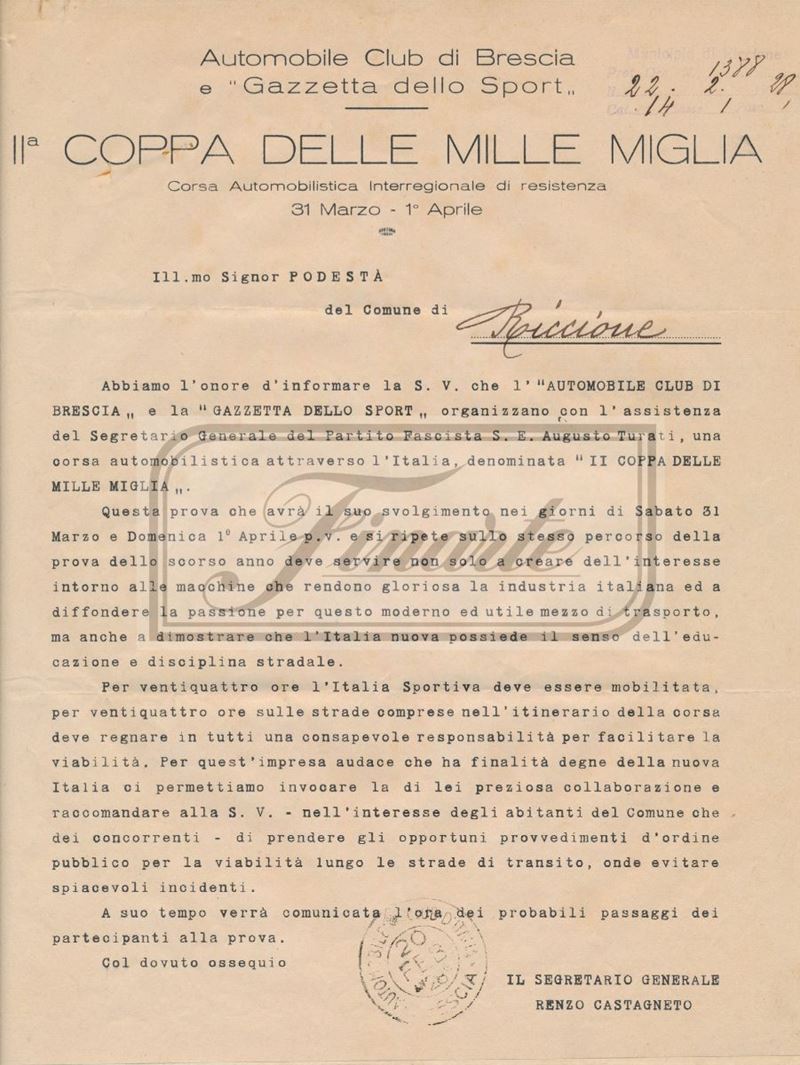 Automobile Club di Brescia
e "Gazzetta dello Sport„
1388
22. 2. 28
14 1
IIª COPPA DELLE MILLE MIGLIA
Corsa Automobilistica Interregionale di resistenza
31 Marzo - 1° Aprile
Ill.mo Signor PODESTÀ
del Comune di Riccione
Abbiamo l'onore d'informare la S. V. che l' "AUTOMOBILE CLUB DI
BRESCIA„ e la "GAZZETTA DELLO SPORT„ organizzano con l'assistenza
del Segretario Generale del Partito Fascista S. E. Augusto Turati, una
corsa automobilistica attraverso l'Italia, denominata "II COPPA DELLE
MILLE MIGLIA„.
Questa prova che avrà il suo svolgimento nei giorni di Sabato 31
Marzo e Domenica 1° Aprile p.v. e si ripete sullo stesso percorso della
prova dello scorso anno deve servire non solo a creare dell'interesse
intorno alle macchine che rendono gloriosa la industria italiana ed a
diffondere la passione per questo moderno ed utile mezzo di trasporto,
ma anche a dimostrare che l'Italia nuova possiede il senso dell'edu-
cazione e disciplina stradale.
Per ventiquattro ore l'Italia Sportiva deve essere mobilitata,
per ventiquattro ore sulle strade comprese nell'itinerario della corsa
deve regnare in tutti una consapevole responsabilità per facilitare la
viabilità. Per quest'impresa audace che ha finalità degne della nuova
Italia ci permettiamo invocare la di lei preziosa collaborazione e
raccomandare alla S. V. - nell'interesse degli abitanti del Comune che
dei concorrenti - di prendere gli opportuni provvedimenti d'ordine
pubblico per la viabilità lungo le strade di transito, onde evitare
spiacevoli incidenti.
A suo tempo verrà comunicata l'ora dei probabili passaggi dei
partecipanti alla prova.
Col dovuto ossequio
IL SEGRETARIO GENERALE
RENZO CASTAGNETO
Finarte